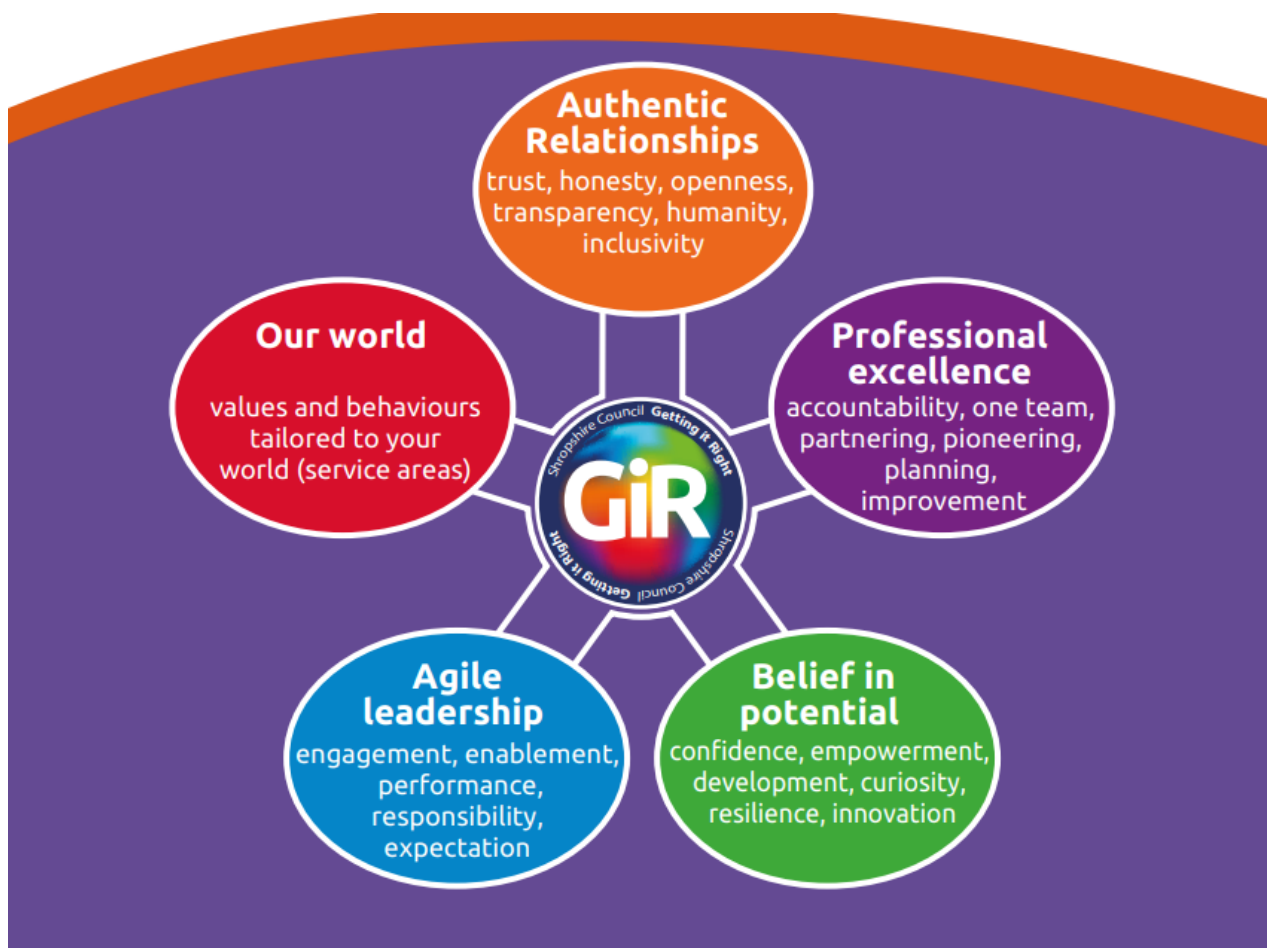 Authentic
Relationships
trust, honesty, openness,
transparency, humanity,
inclusivity
Our world
values and behaviours
tailored to your
world (service areas)
Professional
excellence
accountability, one team,
partnering, pioneering,
planning,
improvement
Shropshire Council Getting it Right
GiR
Shropshire Council Getting it Right
Agile
leadership
engagement, enablement,
performance,
responsibility,
expectation
Belief in
potential
confidence, empowerment,
development, curiosity,
resilience, innovation